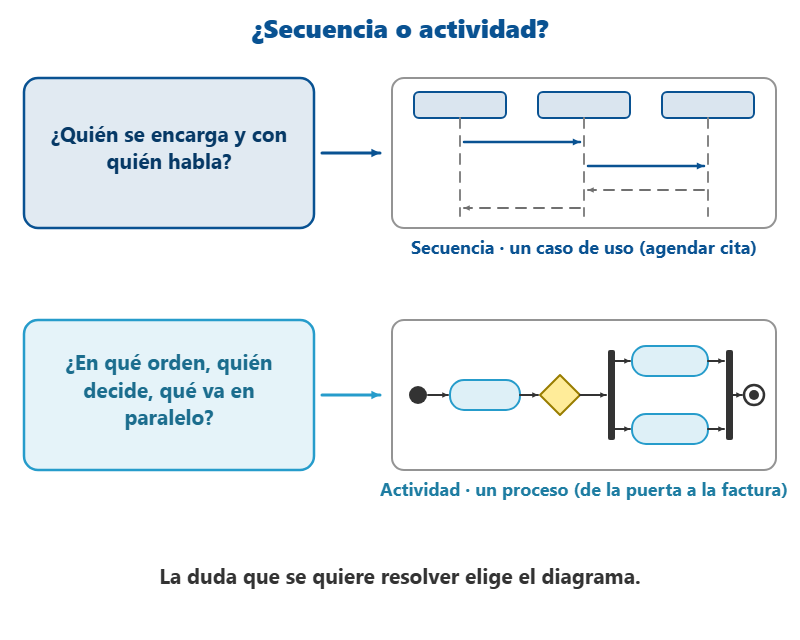 ¿Secuencia o actividad?
¿Quién se encarga y con
quién habla?
Secuencia · un caso de uso (agendar cita)
¿En qué orden, quién
decide, qué va en
paralelo?
Actividad · un proceso (de la puerta a la factura)
La duda que se quiere resolver elige el diagrama.